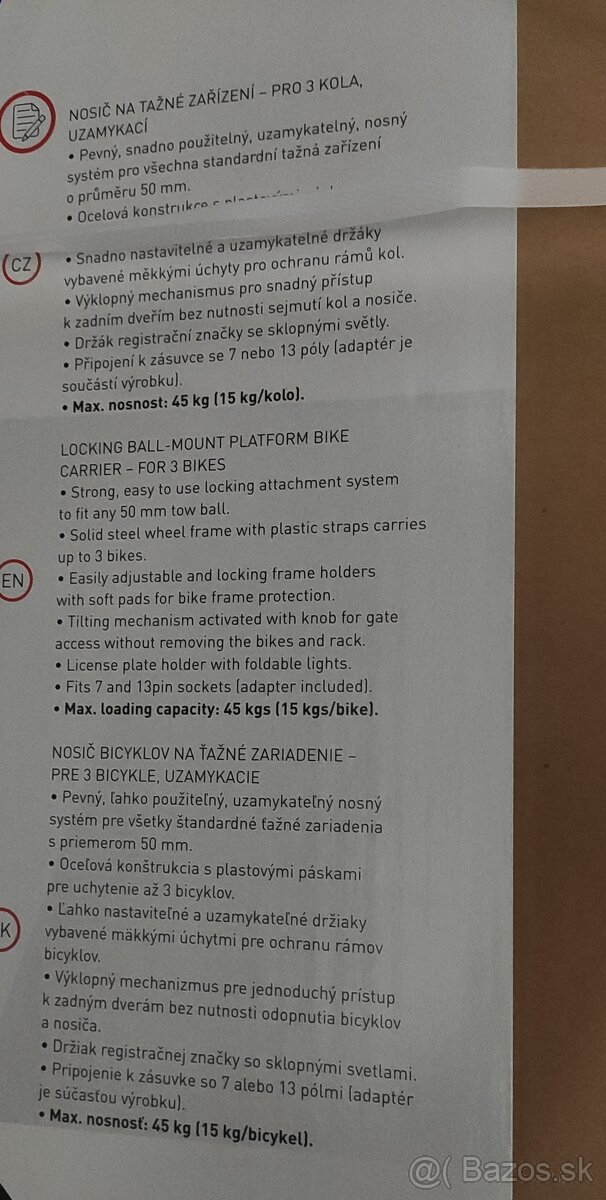 NOSIČ NA TAŽNÉ ZAŘÍZENÍ – PRO 3 KOLA,
UZAMYKACÍ
• Pevný, snadno použitelný, uzamykatelný, nosný
systém pro všechna standardní tažná zařízení
o průměru 50 mm.
• Ocelová konstrukce s
CZ
• Snadno nastavitelné a uzamykatelné držáky
vybavené měkkými úchyty pro ochranu rámů kol.
• Výklopný mechanismus pro snadný přístup
k zadním dveřím bez nutnosti sejmutí kol a nosiče.
• Držák registrační značky se sklopnými světly.
• Připojení k zásuvce se 7 nebo 13 póly (adaptér je
součástí výrobku).
• Max. nosnost: 45 kg (15 kg/kolo).
LOCKING BALL-MOUNT PLATFORM BIKE
CARRIER – FOR 3 BIKES
• Strong, easy to use locking attachment system
to fit any 50 mm tow ball.
• Solid steel wheel frame with plastic straps carries
up to 3 bikes.
EN
• Easily adjustable and locking frame holders
with soft pads for bike frame protection.
• Tilting mechanism activated with knob for gate
access without removing the bikes and rack.
• License plate holder with foldable lights.
• Fits 7 and 13pin sockets (adapter included).
• Max. loading capacity: 45 kgs (15 kgs/bike).
NOSIČ BICYKLOV NA ŤAŽNÉ ZARIADENIE –
PRE 3 BICYKLE, UZAMYKACIE
• Pevný, ľahko použiteľný, uzamykateľný nosný
systém pre všetky štandardné ťažné zariadenia
s priemerom 50 mm.
• Oceľová konštrukcia s plastovými páskami
pre uchytenie až 3 bicyklov.
K
• Ľahko nastaviteľné a uzamykateľné držiaky
vybavené mäkkými úchytmi pre ochranu rámov
bicyklov.
• Výklopný mechanizmus pre jednoduchý prístup
k zadným dverám bez nutnosti odopnutia bicyklov
a nosiča.
• Držiak registračnej značky so sklopnými svetlami.
• Pripojenie k zásuvke so 7 alebo 13 pólmi (adaptér
je súčasťou výrobku).
• Max. nosnosť: 45 kg (15 kg/bicykel).
@( Bazos.sk